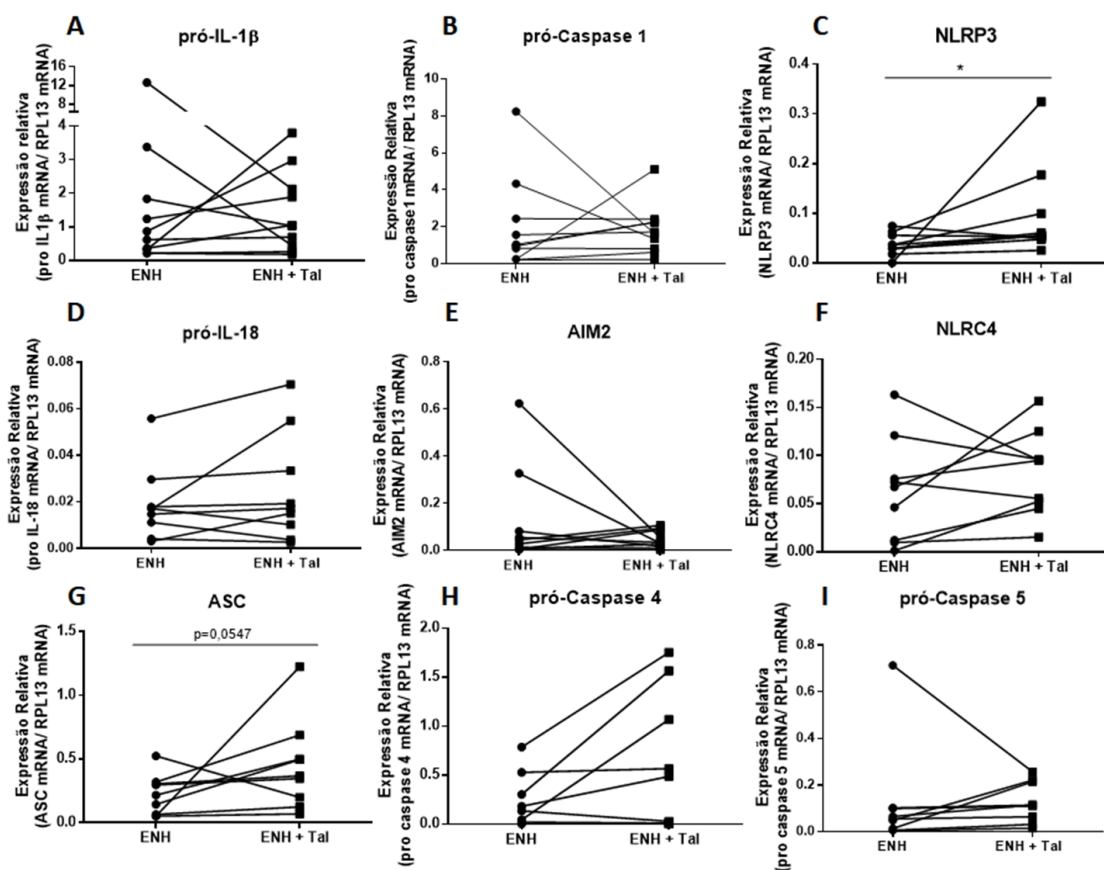 A
pró-IL-1β
Expressão relativa
(pro IL1β mRNA/ RPL13 mRNA)
16
12
8
4
3
2
1
0
ENH
ENH + Tal
B
pró-Caspase 1
Expressão Relativa
(pro caspase1 mRNA/ RPL13 mRNA)
10
8
6
4
2
0
ENH
ENH + Tal
C
NLRP3
Expressão Relativa
(NLRP3 mRNA/ RPL13 mRNA)
0.4
0.3
0.2
0.1
0.0
*
ENH
ENH + Tal
D
pró-IL-18
Expressão Relativa
(pro IL-18 mRNA/ RPL13 mRNA)
0.08
0.06
0.04
0.02
0.00
ENH
ENH + Tal
E
AIM2
Expressão Relativa
(AIM2 mRNA/ RPL13 mRNA)
0.8
0.6
0.4
0.2
0.0
ENH
ENH + Tal
F
NLRC4
Expressão Relativa
(NLRC4 mRNA/ RPL13 mRNA)
0.20
0.15
0.10
0.05
0.00
ENH
ENH + Tal
G
ASC
Expressão Relativa
(ASC mRNA/ RPL13 mRNA)
1.5
1.0
0.5
0.0
p=0,0547
ENH
ENH + Tal
H
pró-Caspase 4
Expressão Relativa
(pro caspase 4 mRNA/ RPL13 mRNA)
2.0
1.5
1.0
0.5
0.0
ENH
ENH + Tal
I
pró-Caspase 5
Expressão Relativa
(pro caspase 5 mRNA/ RPL13 mRNA)
0.8
0.6
0.4
0.2
0.0
ENH
ENH + Tal